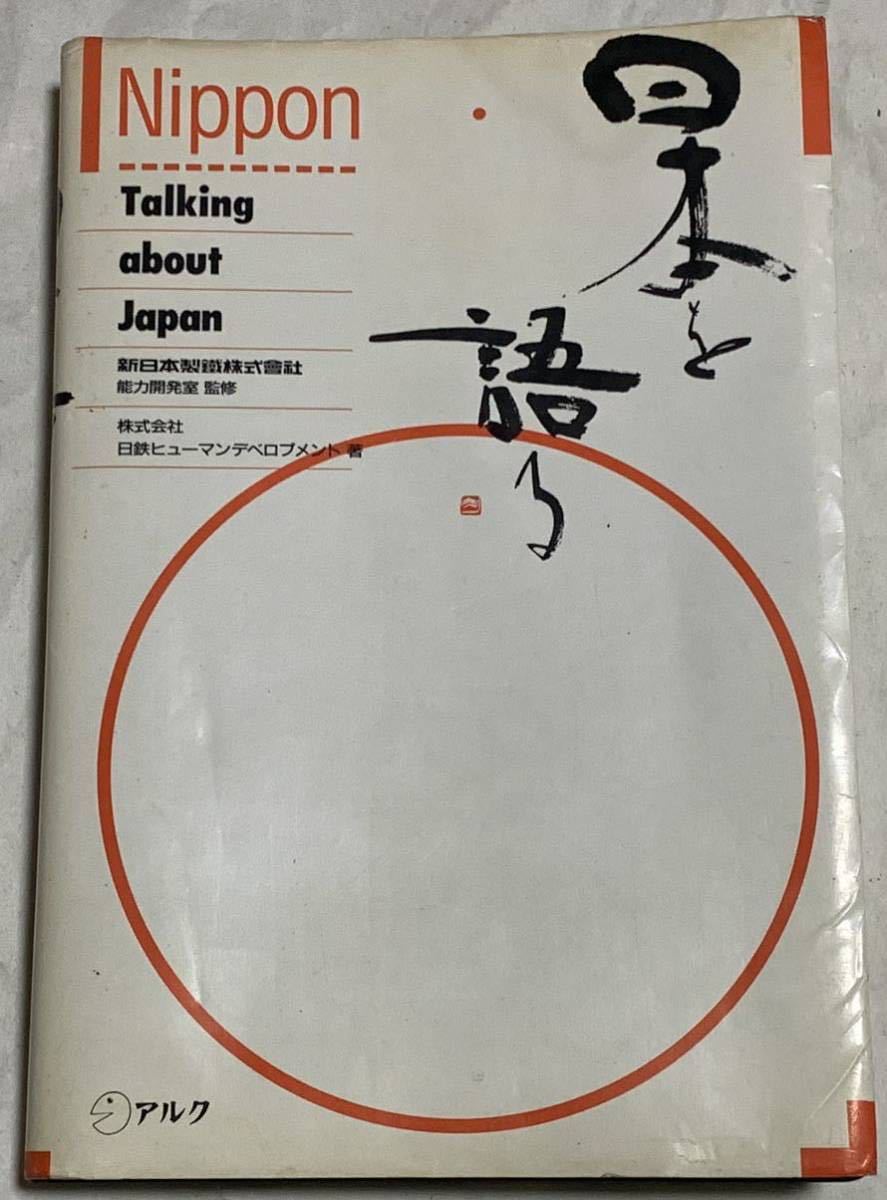 Nippon
Talking
about
Japan
新日本製鐵株式會社
能力開発室 監修
株式会社
日鉄ヒューマンデベロプメント 著
日本を
語る
アルク